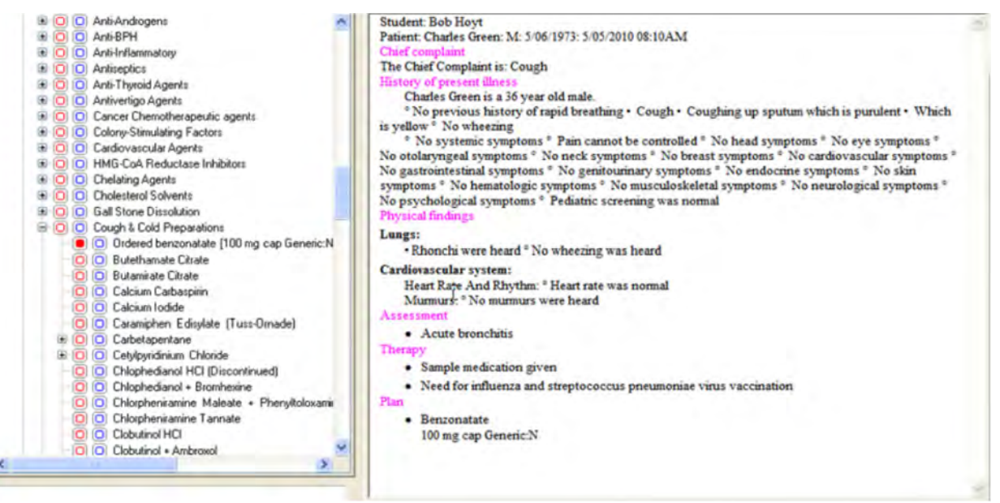 Anti-Androgens
Anti-BPH
Anti-Inflammatory
Antiseptics
Anti-Thyroid Agents
Antivertigo Agents
Cancer Chemotherapeutic agents
Colony-Stimulating Factors
Cardiovascular Agents
HMG-CoA Reductase Inhibitors
Chelating Agents
Cholesterol Solvents
Gall Stone Dissolution
Cough & Cold Preparations
Ordered benzonatate [100 mg cap Generic:N
Butethamate Citrate
Butamirate Citrate
Calcium Carbaspirin
Calcium Iodide
Caramiphen Edisylate (Tuss-Ornade)
Carbetapentane
Cetylpyridinium Chloride
Chlophedianol HCl (Discontinued)
Chlophedianol + Bromhexine
Chlorpheniramine Maleate + Phenyltoloxami
Chlorpheniramine Tannate
Clobutinol HCl
Clobutinol + Ambroxol
Student: Bob Hoyt
Patient: Charles Green: M: 5/06/1973: 5/05/2010 08:10AM
Chief complaint
The Chief Complaint is: Cough
History of present illness
Charles Green is a 36 year old male.
° No previous history of rapid breathing • Cough • Coughing up sputum which is purulent • Which
is yellow ° No wheezing
° No systemic symptoms ° Pain cannot be controlled ° No head symptoms ° No eye symptoms °
No otolaryngeal symptoms ° No neck symptoms ° No breast symptoms ° No cardiovascular symptoms °
No gastrointestinal symptoms ° No genitourinary symptoms ° No endocrine symptoms ° No skin
symptoms ° No hematologic symptoms ° No musculoskeletal symptoms ° No neurological symptoms °
No psychological symptoms ° Pediatric screening was normal
Physical findings
Lungs:
• Rhonchi were heard ° No wheezing was heard
Cardiovascular system:
Heart Rate And Rhythm: ° Heart rate was normal
Murmurs: ° No murmurs were heard
Assessment
• Acute bronchitis
Therapy
• Sample medication given
• Need for influenza and streptococcus pneumoniae virus vaccination
Plan
• Benzonatate
100 mg cap Generic:N